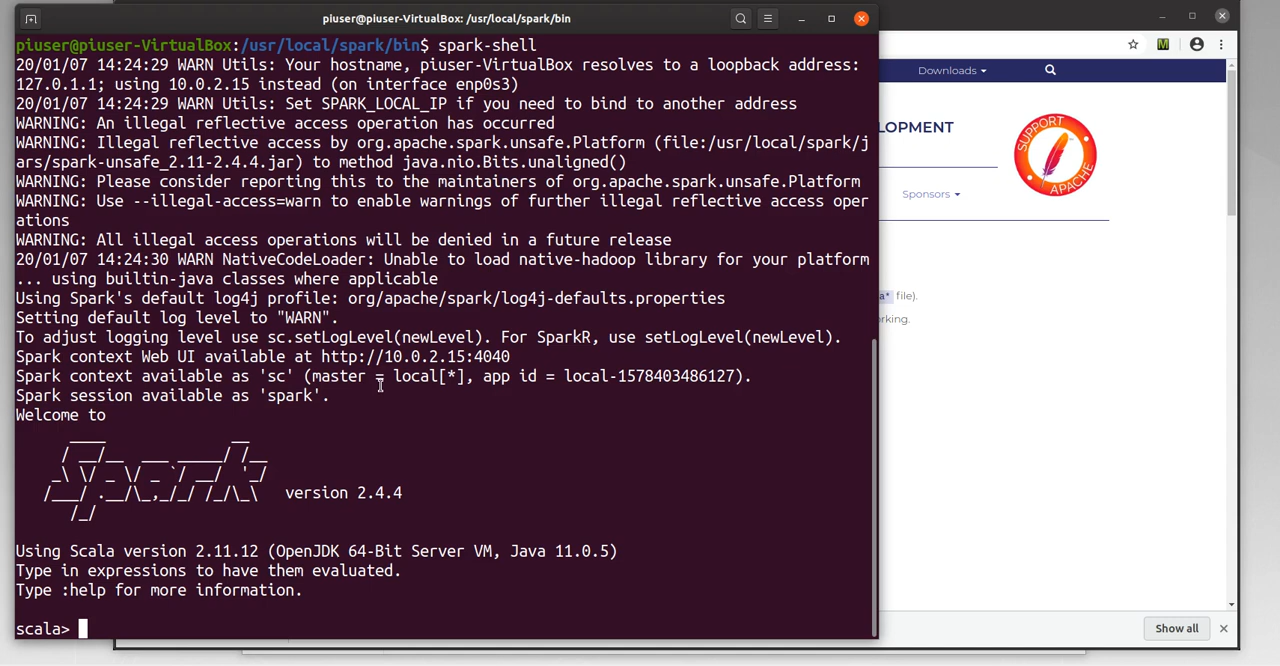 piuser@piuser-VirtualBox: /usr/local/spark/bin
piuser@piuser-VirtualBox:/usr/local/spark/bin$ spark-shell
20/01/07 14:24:29 WARN Utils: Your hostname, piuser-VirtualBox resolves to a loopback address:
127.0.1.1; using 10.0.2.15 instead (on interface enp0s3)
20/01/07 14:24:29 WARN Utils: Set SPARK_LOCAL_IP if you need to bind to another address
WARNING: An illegal reflective access operation has occurred
WARNING: Illegal reflective access by org.apache.spark.unsafe.Platform (file:/usr/local/spark/j
ars/spark-unsafe_2.11-2.4.4.jar) to method java.nio.Bits.unaligned()
WARNING: Please consider reporting this to the maintainers of org.apache.spark.unsafe.Platform
WARNING: Use --illegal-access=warn to enable warnings of further illegal reflective access oper
ations
WARNING: All illegal access operations will be denied in a future release
20/01/07 14:24:30 WARN NativeCodeLoader: Unable to load native-hadoop library for your platform
... using builtin-java classes where applicable
Using Spark's default log4j profile: org/apache/spark/log4j-defaults.properties
Setting default log level to "WARN".
To adjust logging level use sc.setLogLevel(newLevel). For SparkR, use setLogLevel(newLevel).
Spark context Web UI available at http://10.0.2.15:4040
Spark context available as 'sc' (master = local[*], app id = local-1578403486127).
Spark session available as 'spark'.
Welcome to
Spark version 2.4.4
Using Scala version 2.11.12 (OpenJDK 64-Bit Server VM, Java 11.0.5)
Type in expressions to have them evaluated.
Type :help for more information.
scala>
Downloads
LOPMENT
SUPPORT
APACHE
Sponsors
a* file).
rking.
Show all